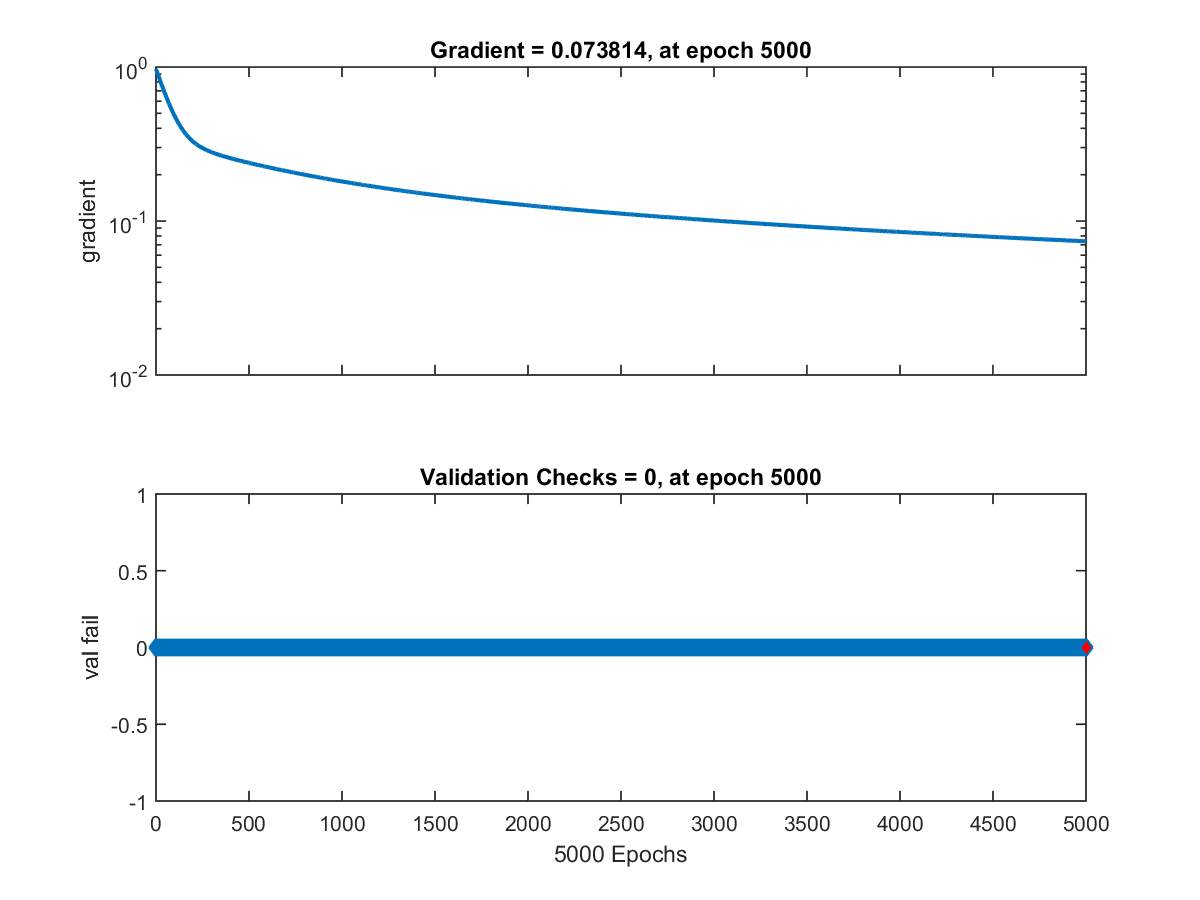 Gradient = 0.073814, at epoch 5000
10^0
10^-1
10^-2
gradient
Validation Checks = 0, at epoch 5000
1
0.5
0
-0.5
-1
val fail
0 500 1000 1500 2000 2500 3000 3500 4000 4500 5000
5000 Epochs